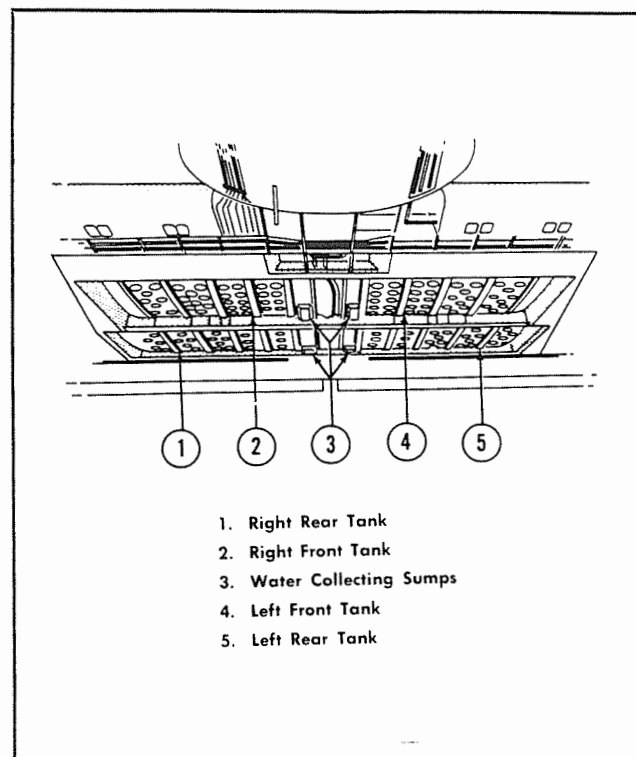 1
2
3
4
5
1. Right Rear Tank
2. Right Front Tank
3. Water Collecting Sumps
4. Left Front Tank
5. Left Rear Tank